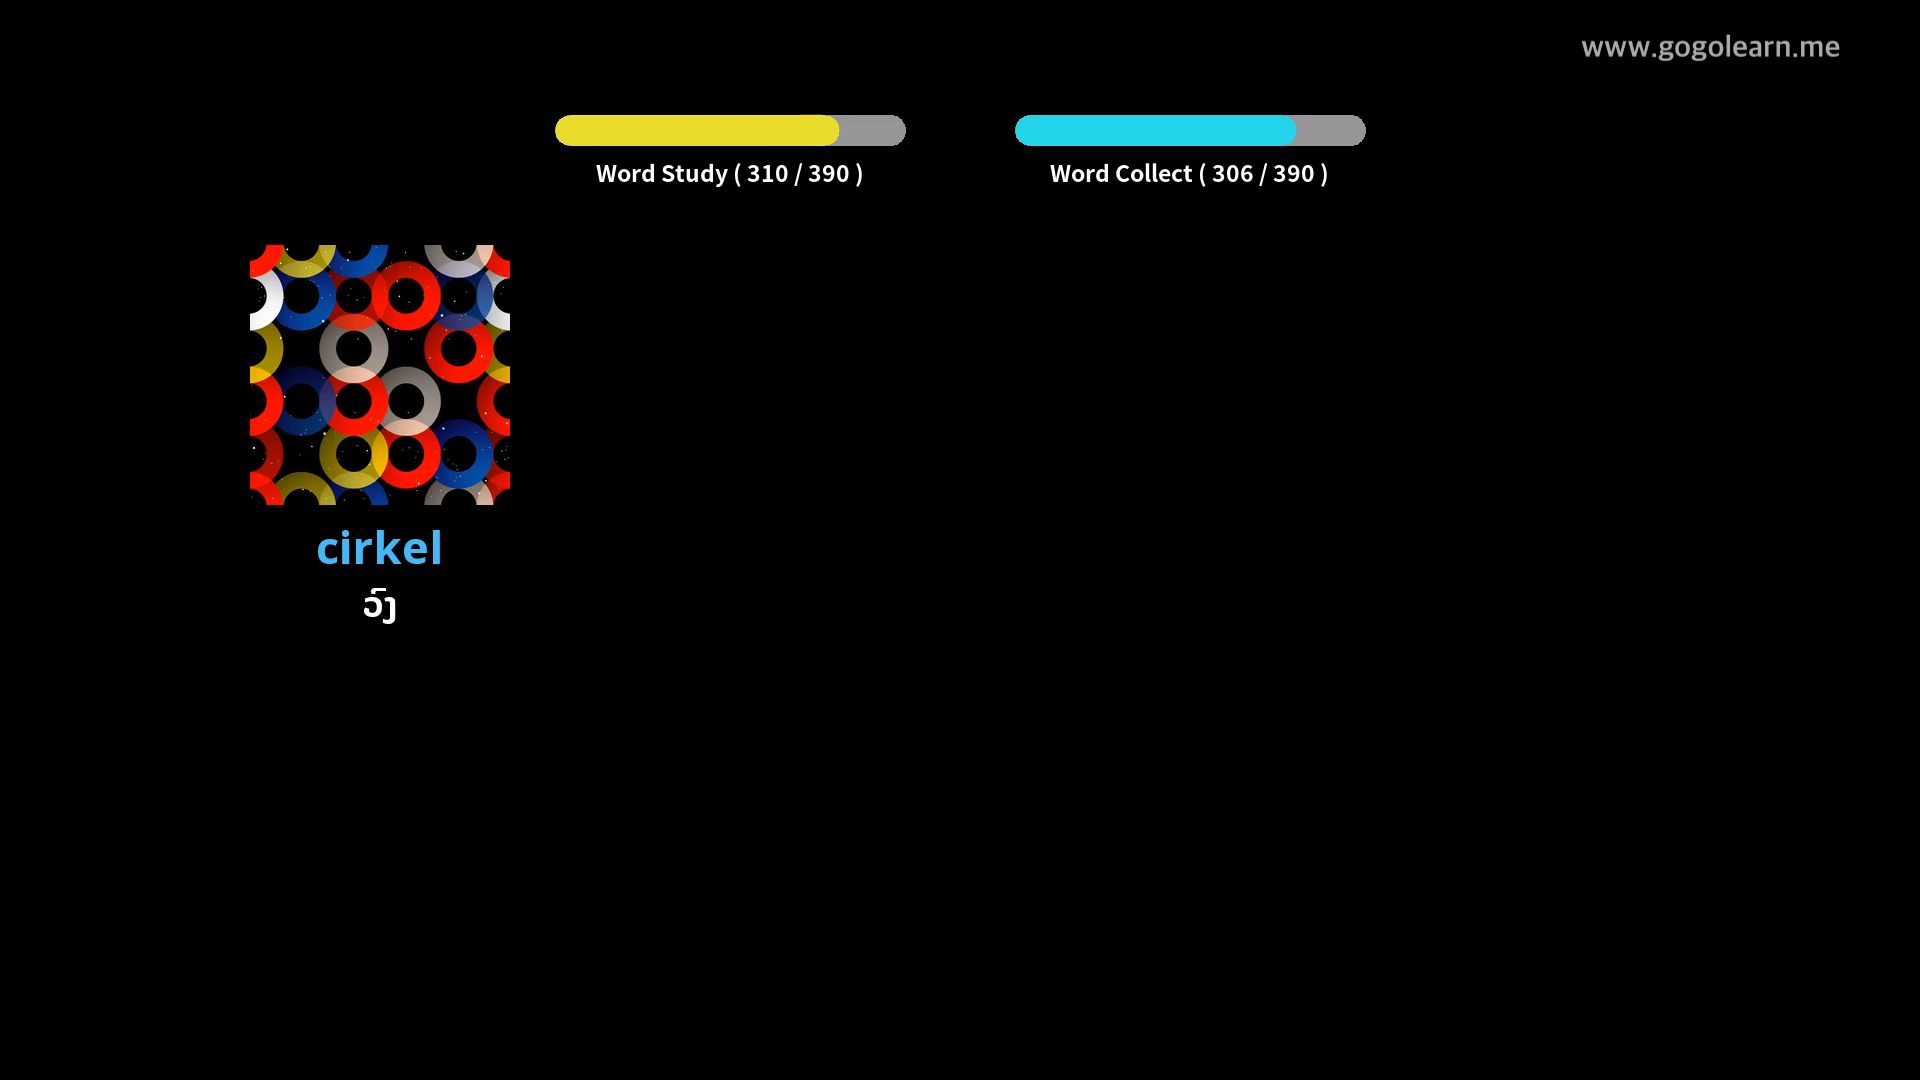 www.gogolearn.me
Word Study ( 310 / 390 )
Word Collect ( 306 / 390 )
cirkel
ວົງ